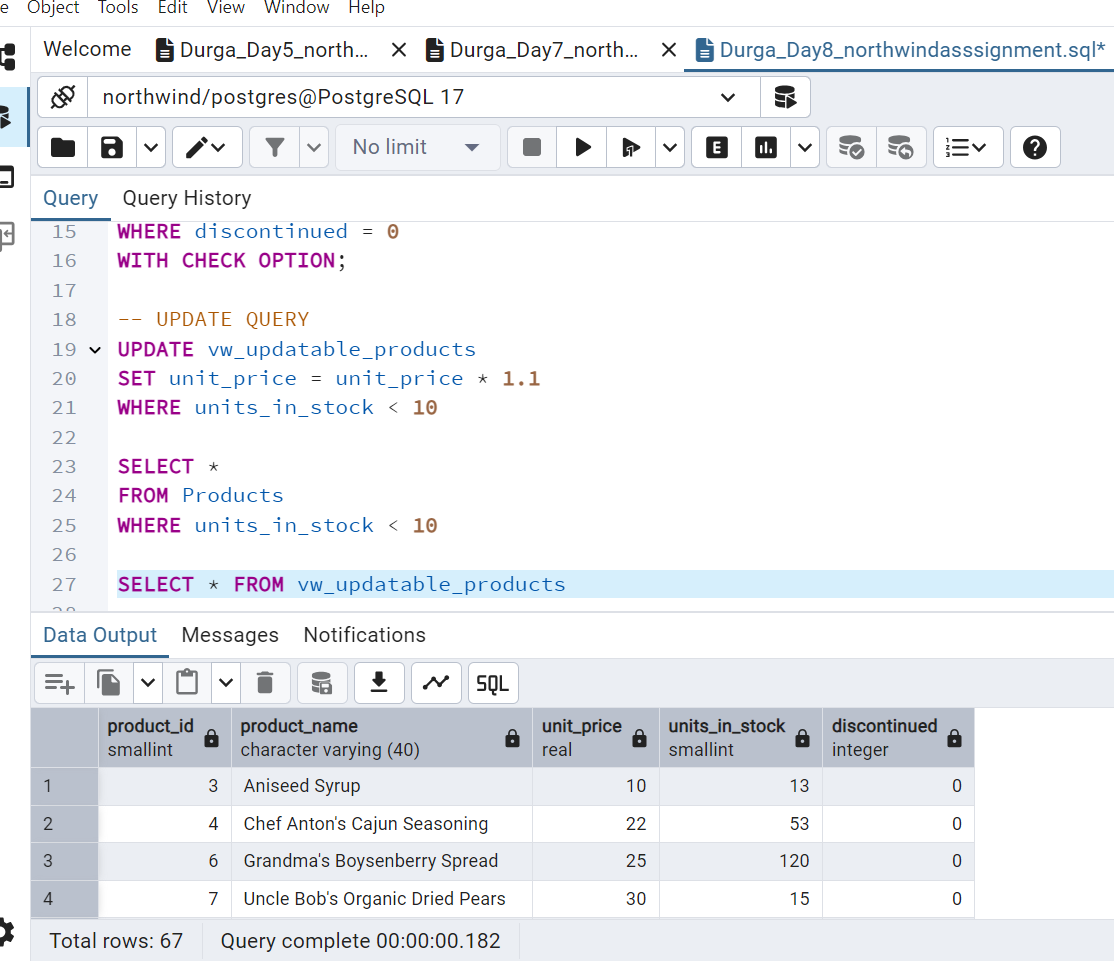 e Object Tools Edit View Window Help
Welcome Durga_Day5_north... Durga_Day7_north... Durga_Day8_northwindasssignment.sql*
northwind/postgres@PostgreSQL 17
No limit E
Query Query History
15 WHERE discontinued = 0
16 WITH CHECK OPTION;
17
18 -- UPDATE QUERY
19 UPDATE vw_updatable_products
20 SET unit_price = unit_price * 1.1
21 WHERE units_in_stock < 10
22
23 SELECT *
24 FROM Products
25 WHERE units_in_stock < 10
26
27 SELECT * FROM vw_updatable_products
28
Data Output Messages Notifications
SQL
product_id product_name unit_price units_in_stock discontinued
smallint character varying (40) real smallint integer
1 3 Aniseed Syrup 10 13 0
2 4 Chef Anton's Cajun Seasoning 22 53 0
3 6 Grandma's Boysenberry Spread 25 120 0
4 7 Uncle Bob's Organic Dried Pears 30 15 0
Total rows: 67 Query complete 00:00:00.182